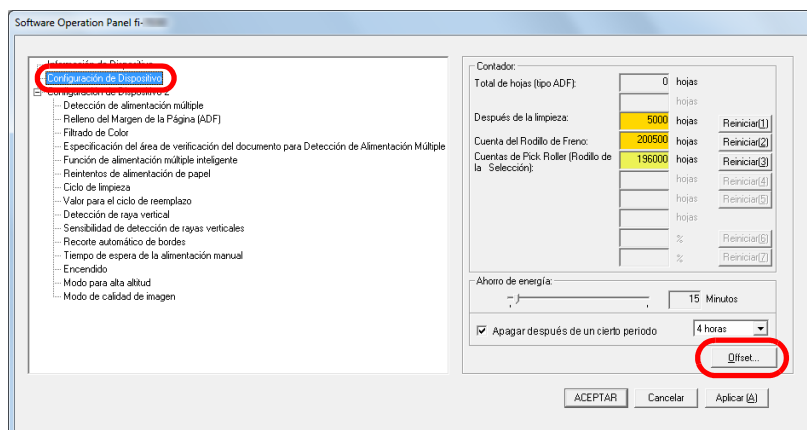 Software Operation Panel fi-
Información de Dispositivo
Configuración de Dispositivo
Configuración de Dispositivo 2
Detección de alimentación múltiple
Relleno del Margen de la Página (ADF)
Filtrado de Color
Especificación del área de verificación del documento para Detección de Alimentación Múltiple
Función de alimentación múltiple inteligente
Reintentos de alimentación de papel
Ciclo de limpieza
Valor para el ciclo de reemplazo
Detección de raya vertical
Sensibilidad de detección de rayas verticales
Recorte automático de bordes
Tiempo de espera de la alimentación manual
Encendido
Modo para alta altitud
Modo de calidad de imagen
Contador:
Total de hojas (tipo ADF): 0 hojas
hojas
Después de la limpieza: 5000 hojas Reiniciar(1)
Cuenta del Rodillo de Freno: 200500 hojas Reiniciar(2)
Cuentas de Pick Roller (Rodillo de la Selección): 196000 hojas Reiniciar(3)
hojas Reiniciar(4)
hojas Reiniciar(5)
hojas
% Reiniciar(6)
% Reiniciar(7)
Ahorro de energía:
15 Minutos
Apagar después de un cierto periodo 4 horas
Offset...
ACEPTAR Cancelar Aplicar (A)